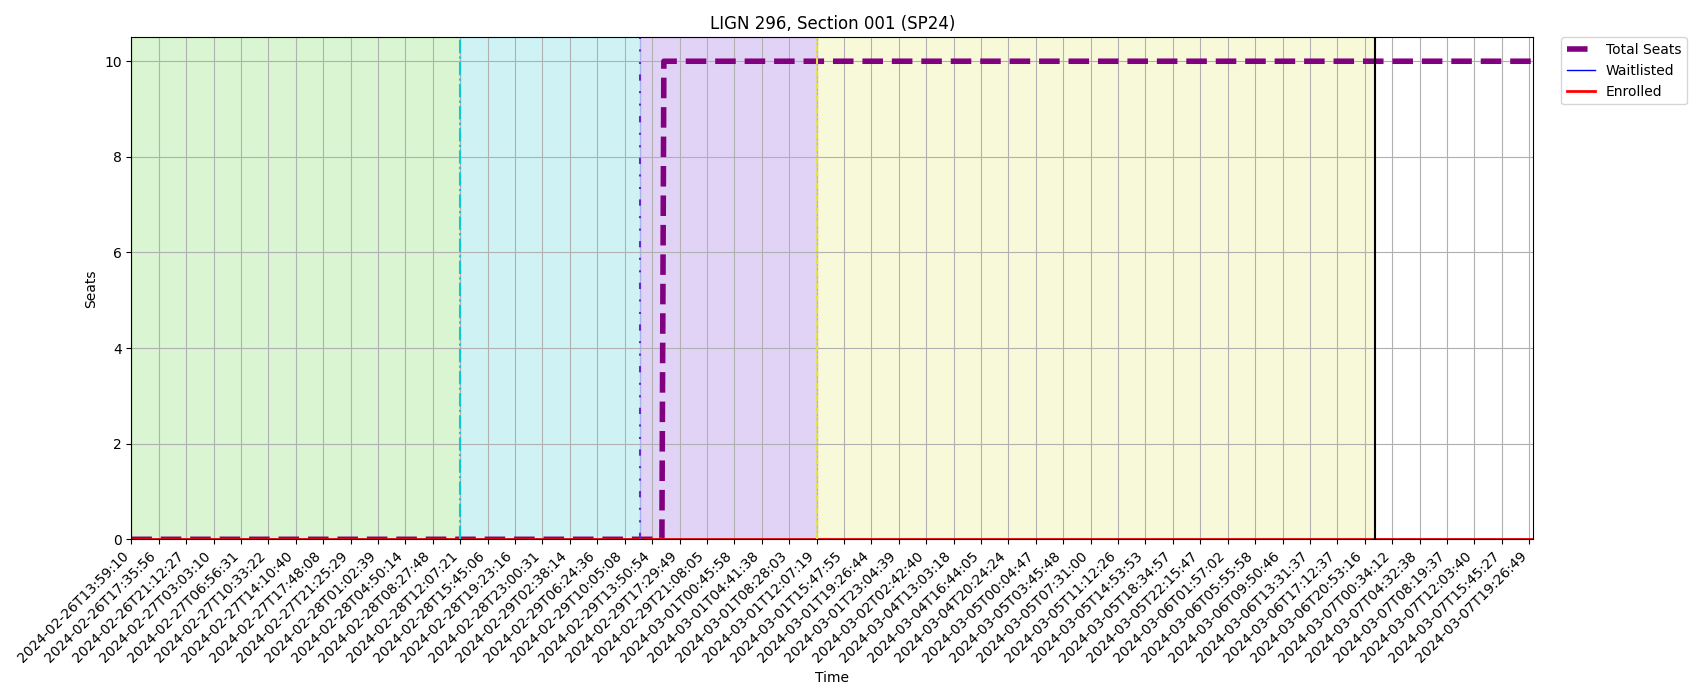 LIGN 296, Section 001 (SP24)
Total Seats
Waitlisted
Enrolled
10
8
6
4
2
0
Seats
2024-02-26T13:59:10
2024-02-26T17:35:56
2024-02-26T21:12:27
2024-02-27T03:03:10
2024-02-27T06:56:31
2024-02-27T10:33:22
2024-02-27T14:10:40
2024-02-27T17:48:08
2024-02-27T21:25:29
2024-02-28T01:02:39
2024-02-28T04:50:14
2024-02-28T08:27:48
2024-02-28T12:07:21
2024-02-28T15:45:06
2024-02-28T19:23:16
2024-02-28T23:00:31
2024-02-29T02:38:14
2024-02-29T06:24:36
2024-02-29T10:05:08
2024-02-29T13:50:54
2024-02-29T17:29:49
2024-02-29T21:08:05
2024-03-01T00:45:58
2024-03-01T04:41:38
2024-03-01T08:28:03
2024-03-01T12:07:19
2024-03-01T15:47:55
2024-03-01T19:26:44
2024-03-01T23:04:39
2024-03-02T02:42:40
2024-03-04T13:03:18
2024-03-04T16:44:05
2024-03-04T20:24:24
2024-03-05T00:04:47
2024-03-05T03:45:48
2024-03-05T07:31:00
2024-03-05T11:12:26
2024-03-05T14:53:53
2024-03-05T18:34:57
2024-03-05T22:15:47
2024-03-06T01:57:02
2024-03-06T05:55:58
2024-03-06T09:50:46
2024-03-06T13:31:37
2024-03-06T17:12:37
2024-03-06T20:53:16
2024-03-07T00:34:12
2024-03-07T04:32:38
2024-03-07T08:19:37
2024-03-07T12:03:40
2024-03-07T15:45:27
2024-03-07T19:26:49
Time